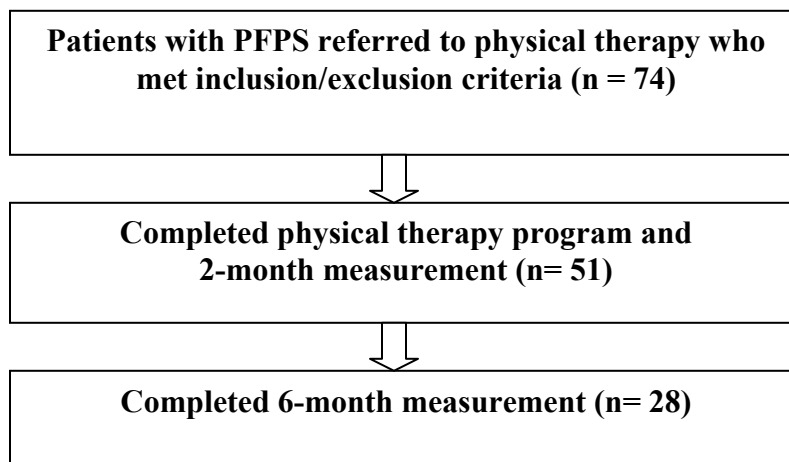 Patients with PFPS referred to physical therapy who
met inclusion/exclusion criteria (n = 74)
Completed physical therapy program and
2-month measurement (n= 51)
Completed 6-month measurement (n= 28)